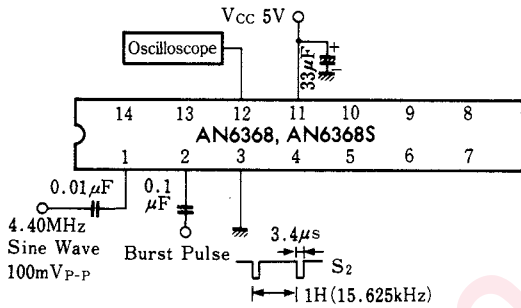 VCC 5V
Oscilloscope
33μF
+
−
14 13 12 11 10 9 8
AN6368, AN6368S
1 2 3 4 5 6 7
0.01μF
0.1
μF
4.40MHz
Sine Wave
100mVP-P
Burst Pulse
3.4μs
S2
1H(15.625kHz)